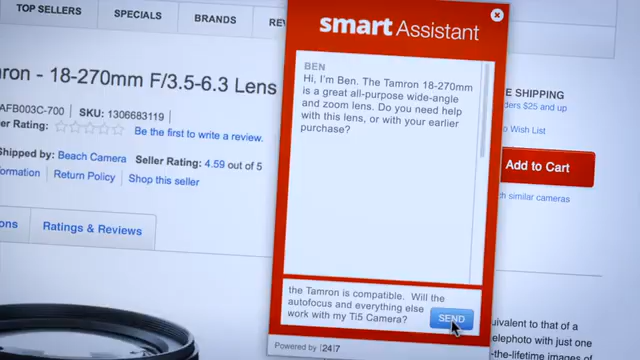 TOP SELLERS
SPECIALS
BRANDS
smart Assistant
ron - 18-270mm F/3.5-6.3 Lens
AFB003C-700 | SKU: 1306683119
er Rating: Be the first to write a review.
hipped by: Beach Camera Seller Rating: 4.59 out of 5
ormation | Return Policy | Shop this seller
Ratings & Reviews
BEN
Hi, I'm Ben. The Tamron 18-270mm
is a great all-purpose wide-angle
and zoom lens. Do you need help
with this lens, or with your earlier
purchase?
the Tamron is compatible. Will the
autofocus and everything else
work with my Ti5 Camera?
SEND
Powered by [24]7
SHIPPING
ders $25 and up
Wish List
Add to Cart
similar cameras
uivalent to that of a
elephoto with just one
-the-lifetime images of